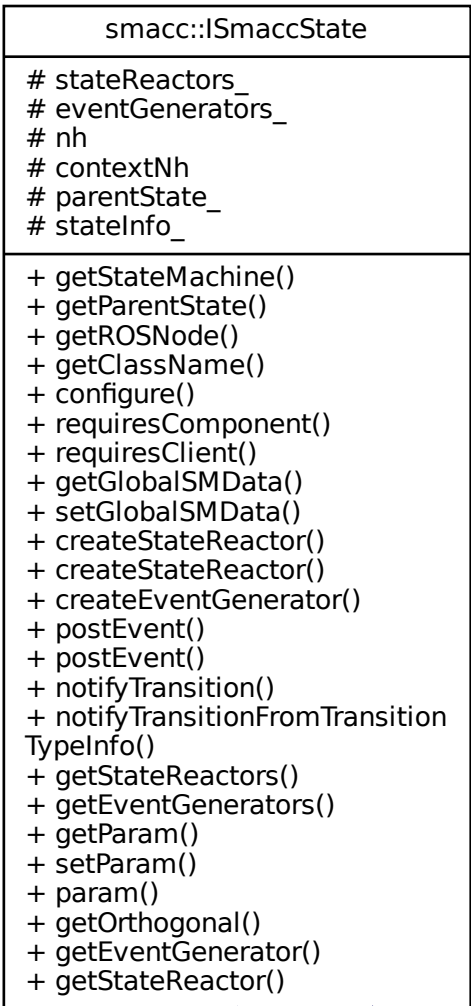 smacc::ISmaccState
# stateReactors_
# eventGenerators_
# nh
# contextNh
# parentState_
# stateInfo_
+ getStateMachine()
+ getParentState()
+ getROSNode()
+ getClassName()
+ configure()
+ requiresComponent()
+ requiresClient()
+ getGlobalSMData()
+ setGlobalSMData()
+ createStateReactor()
+ createStateReactor()
+ createEventGenerator()
+ postEvent()
+ postEvent()
+ notifyTransition()
+ notifyTransitionFromTransition
TypeInfo()
+ getStateReactors()
+ getEventGenerators()
+ getParam()
+ setParam()
+ param()
+ getOrthogonal()
+ getEventGenerator()
+ getStateReactor()